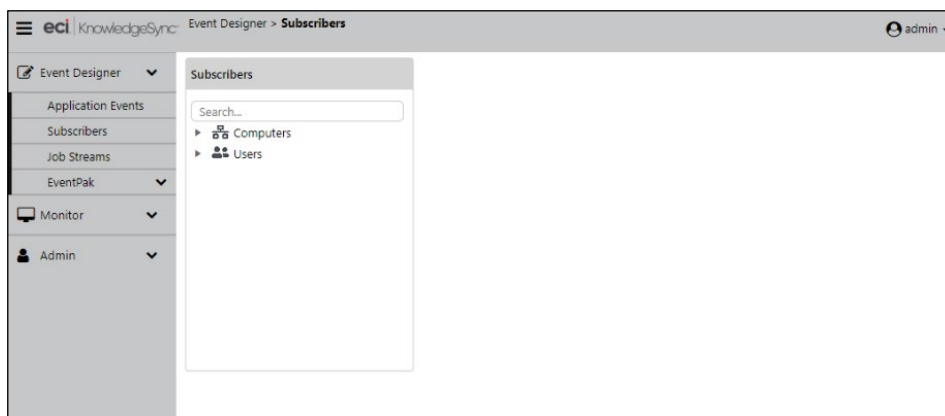 eci KnowledgeSync Event Designer > Subscribers admin
Event Designer
Application Events
Subscribers
Job Streams
EventPak
Monitor
Admin
Subscribers
Search...
Computers
Users